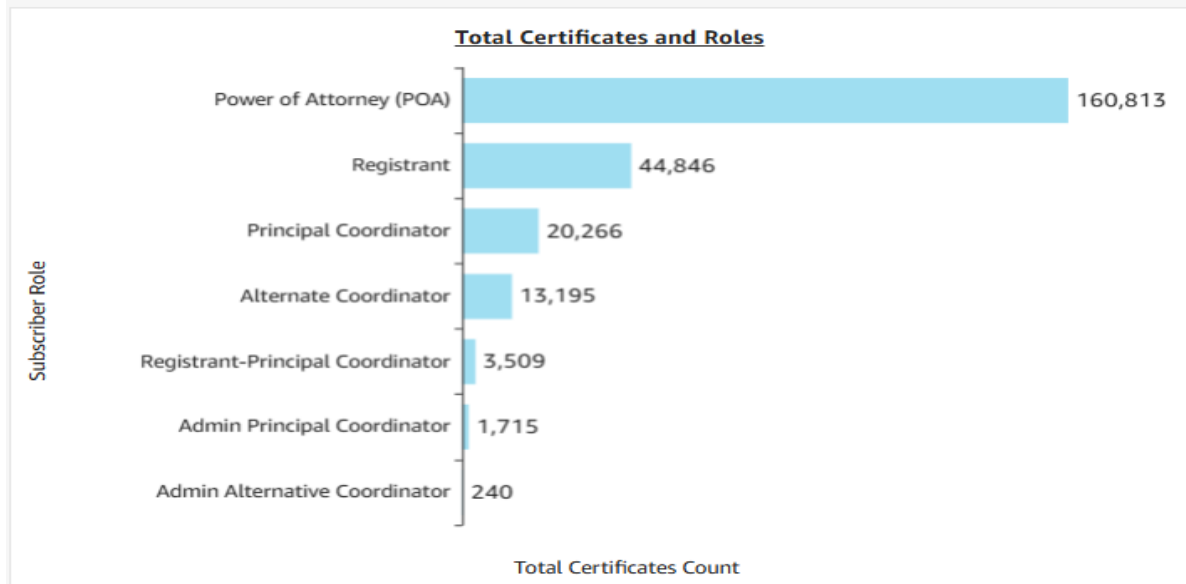 Total Certificates and Roles
Subscriber Role
Power of Attorney (POA) 160,813
Registrant 44,846
Principal Coordinator 20,266
Alternate Coordinator 13,195
Registrant-Principal Coordinator 3,509
Admin Principal Coordinator 1,715
Admin Alternative Coordinator 240
Total Certificates Count